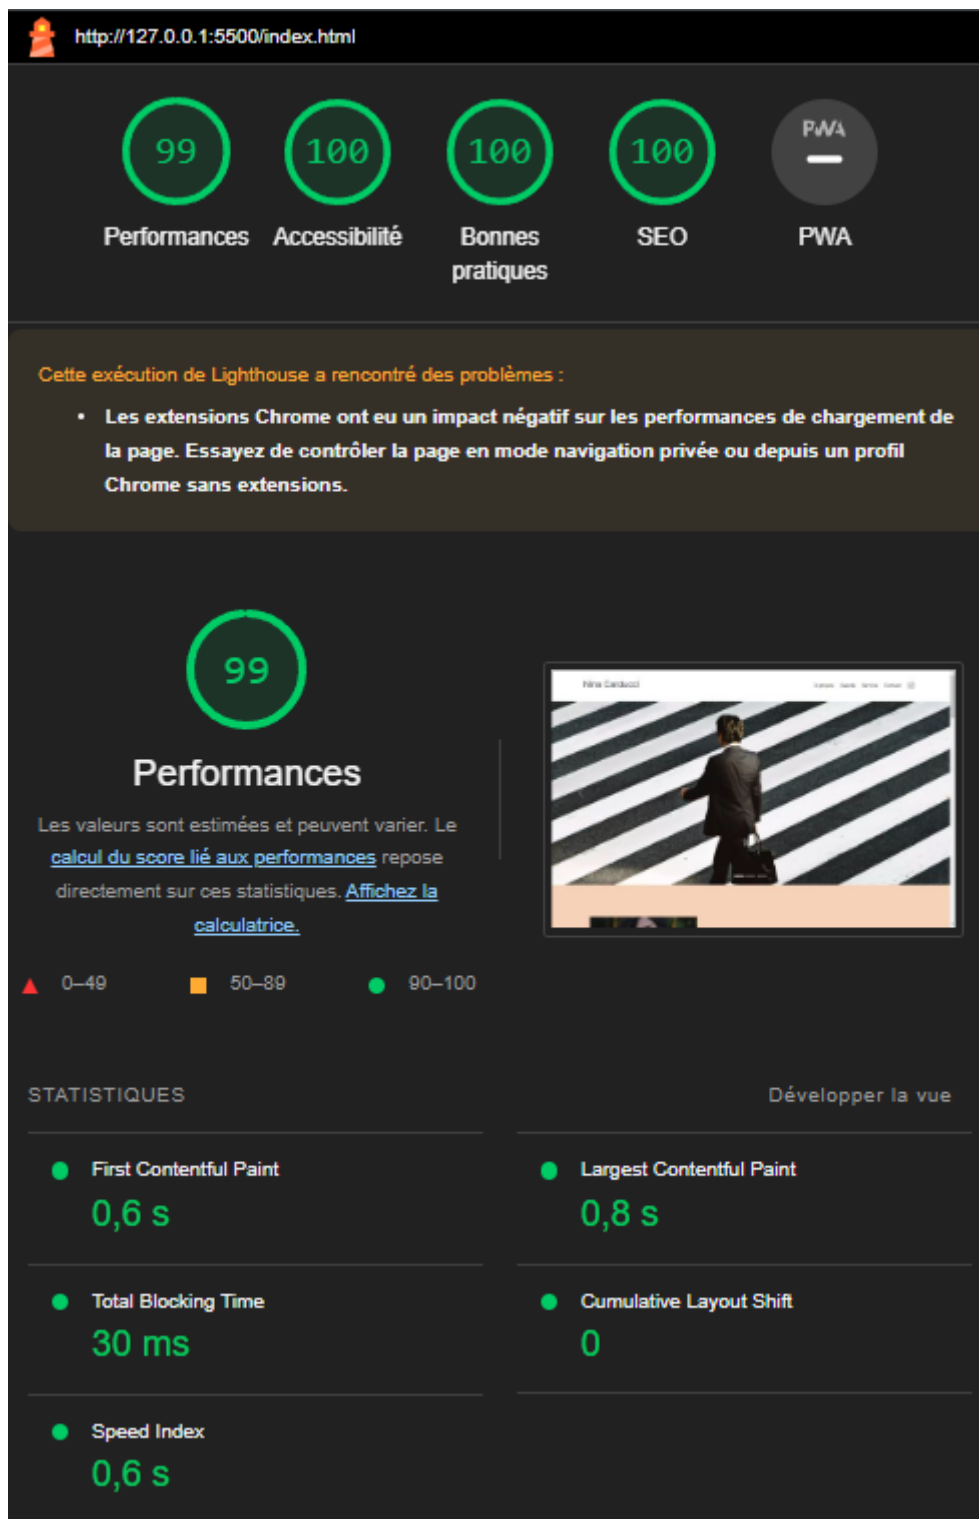 http://127.0.0.1:5500/index.html
99
100
100
100
PWA
Performances
Accessibilité
Bonnes
pratiques
SEO
PWA
Cette exécution de Lighthouse a rencontré des problèmes :
• Les extensions Chrome ont eu un impact négatif sur les performances de chargement de
la page. Essayez de contrôler la page en mode navigation privée ou depuis un profil
Chrome sans extensions.
99
Performances
Les valeurs sont estimées et peuvent varier. Le
calcul du score lié aux performances repose
directement sur ces statistiques. Affichez la
calculatrice.
Nina Carducci
0–49
50–89
90–100
STATISTIQUES
Développer la vue
First Contentful Paint
0,6 s
Largest Contentful Paint
0,8 s
Total Blocking Time
30 ms
Cumulative Layout Shift
0
Speed Index
0,6 s